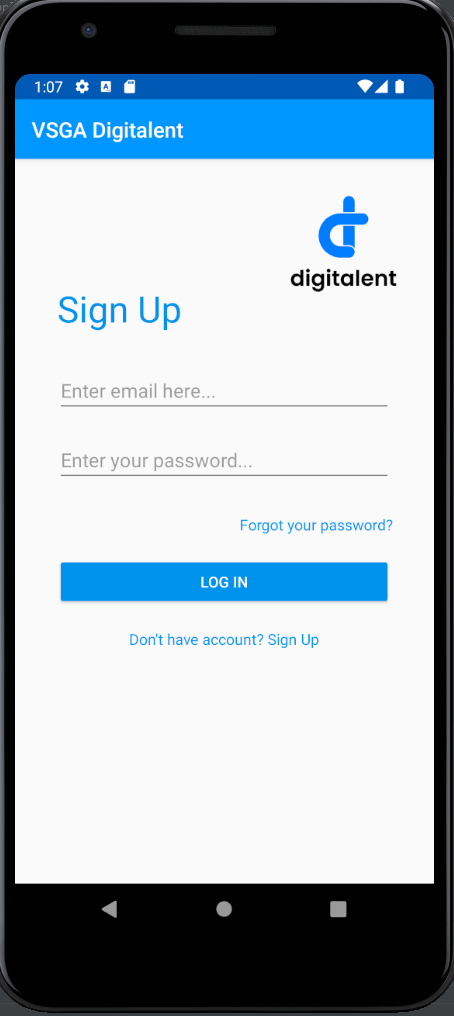 1:07
VSGA Digitalent
digitalent
Sign Up
Enter email here...
Enter your password...
Forgot your password?
LOG IN
Don't have account? Sign Up